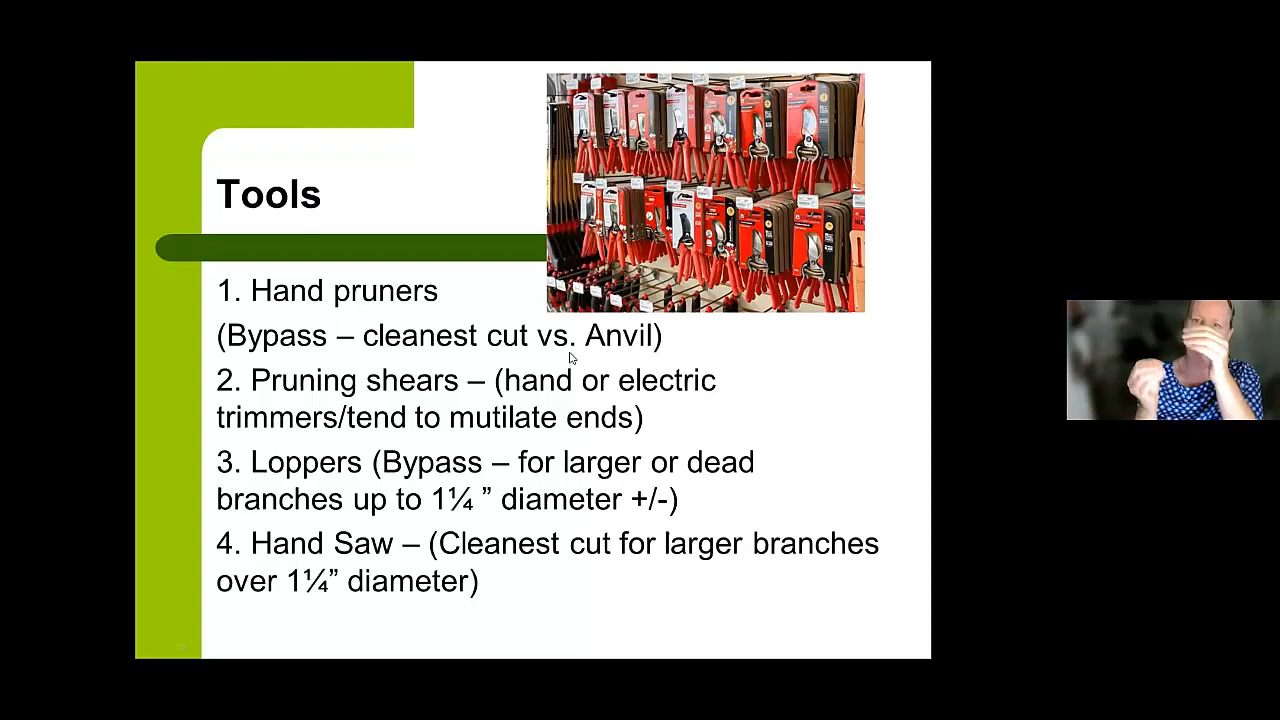 Tools
1. Hand pruners
(Bypass – cleanest cut vs. Anvil)
2. Pruning shears – (hand or electric
trimmers/tend to mutilate ends)
3. Loppers (Bypass – for larger or dead
branches up to 1¼ ” diameter +/-)
4. Hand Saw – (Cleanest cut for larger branches
over 1¼” diameter)